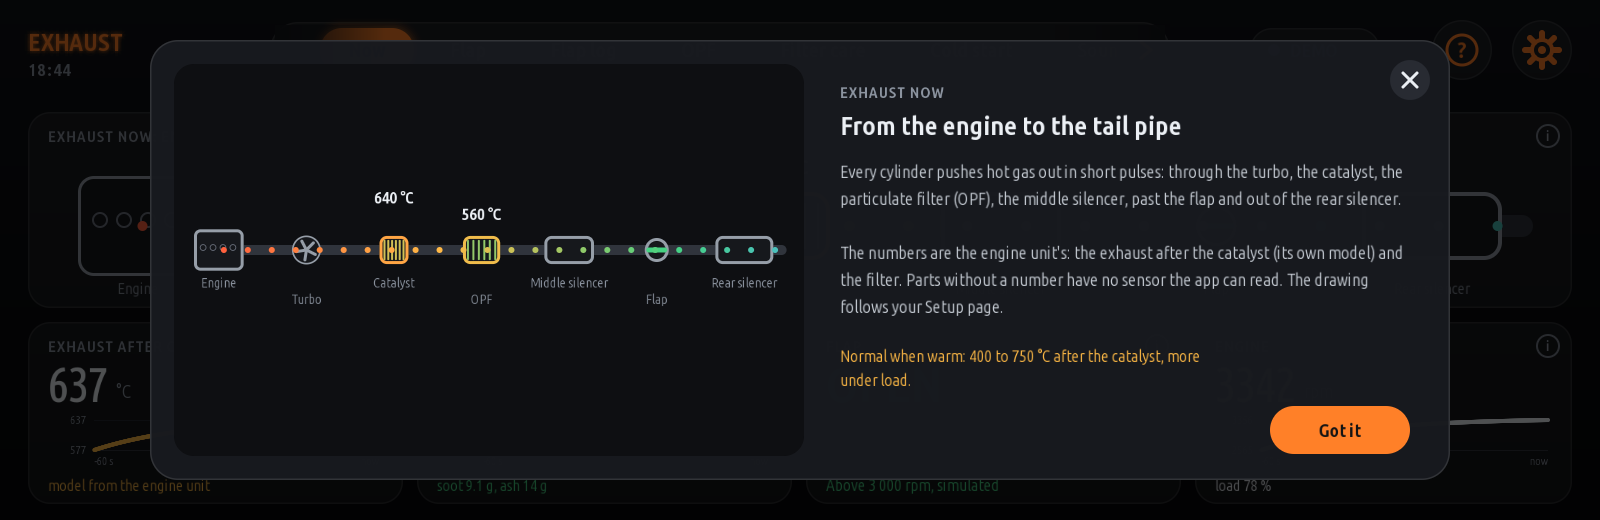 EXHAUST
18:44
?
EXHAUST NOW
Engin
EXHAUST AFTE
637 °C
637
577
-60 s
model from the engine unit
soot 9.1 g, ash 14 g
Above 3 000 rpm, simulated
load 78 %
now
i
i
640 °C
560 °C
Engine
Turbo
Catalyst
OPF
Middle silencer
Flap
Rear silencer
EXHAUST NOW
From the engine to the tail pipe
Every cylinder pushes hot gas out in short pulses: through the turbo, the catalyst, the
particulate filter (OPF), the middle silencer, past the flap and out of the rear silencer.
The numbers are the engine unit's: the exhaust after the catalyst (its own model) and
the filter. Parts without a number have no sensor the app can read. The drawing
follows your Setup page.
Normal when warm: 400 to 750 °C after the catalyst, more
under load.
Got it